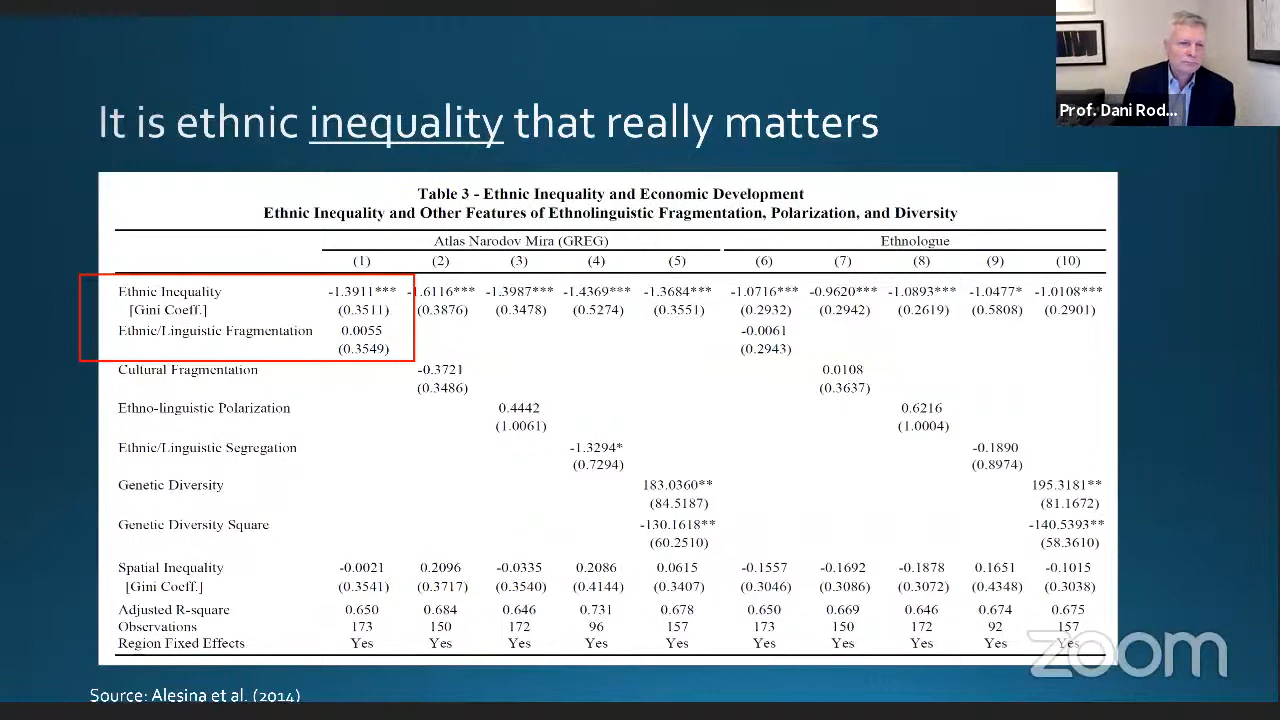 Prof. Dani Rod...
It is ethnic inequality that really matters
Table 3 - Ethnic Inequality and Economic Development
Ethnic Inequality and Other Features of Ethnolinguistic Fragmentation, Polarization, and Diversity
Atlas Narodov Mira (GREG) Ethnologue
(1) (2) (3) (4) (5) (6) (7) (8) (9) (10)
Ethnic Inequality -1.3911*** -1.6116*** -1.3987*** -1.4369*** -1.3684*** -1.0716*** -0.9620*** -1.0893*** -1.0477* -1.0108***
[Gini Coeff.] (0.3511) (0.3876) (0.3478) (0.5274) (0.3551) (0.2932) (0.2942) (0.2619) (0.5808) (0.2901)
Ethnic/Linguistic Fragmentation 0.0055 -0.0061
(0.3549) (0.2943)
Cultural Fragmentation -0.3721 0.0108
(0.3486) (0.3637)
Ethno-linguistic Polarization 0.4442 0.6216
(1.0061) (1.0004)
Ethnic/Linguistic Segregation -1.3294* -0.1890
(0.7294) (0.8974)
Genetic Diversity 183.0360** 195.3181**
(84.5187) (81.1672)
Genetic Diversity Square -130.1618** -140.5393**
(60.2510) (58.3610)
Spatial Inequality -0.0021 0.2096 -0.0335 0.2086 0.0615 -0.1557 -0.1692 -0.1878 0.1651 -0.1015
[Gini Coeff.] (0.3541) (0.3717) (0.3540) (0.4144) (0.3407) (0.3046) (0.3086) (0.3072) (0.4348) (0.3038)
Adjusted R-square 0.650 0.684 0.646 0.731 0.678 0.650 0.669 0.646 0.674 0.675
Observations 173 150 172 96 157 173 150 172 92 157
Region Fixed Effects Yes Yes Yes Yes Yes Yes Yes Yes Yes Yes
zoom
Source: Alesina et al. (2014)